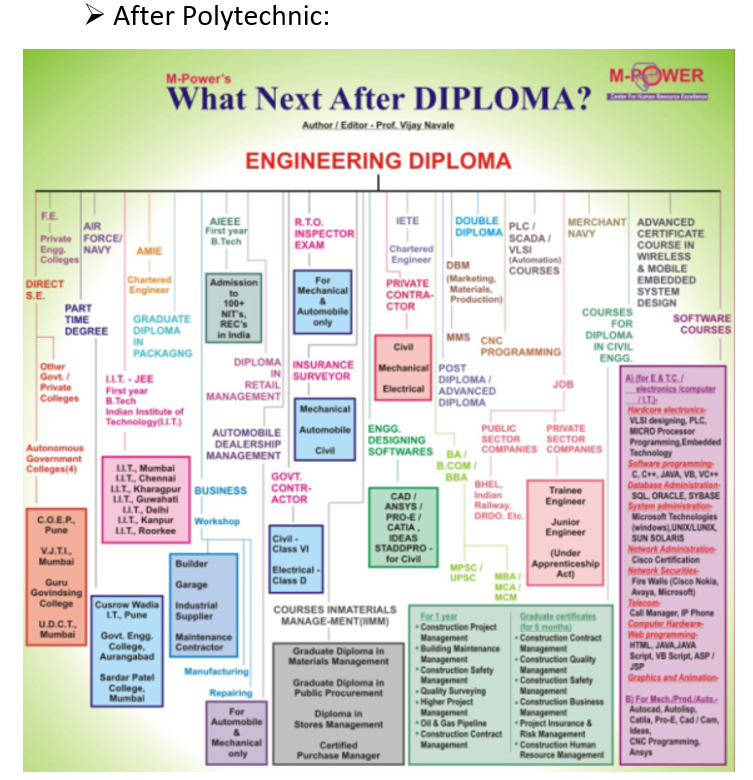 ➤ After Polytechnic:
M-Power's
What Next After DIPLOMA?
M-POWER
Center For Human Resource Excellence
Author / Editor - Prof. Vijay Navale
ENGINEERING DIPLOMA
F.E.
Private
Engg.
Colleges
DIRECT
S.E.
Other
Govt. /
Private
Colleges
Autonomous
Government
Colleges(4)
C.O.E.P.,
Pune
V.J.T.I.,
Mumbai
Guru
Govindsing
College
U.D.C.T.,
Mumbai
AIR
FORCE/
NAVY
PART
TIME
DEGREE
Cusrow Wadia
I.T., Pune
Govt. Engg.
College,
Aurangabad
Sardar Patel
College,
Mumbai
AMIE
Chartered
Engineer
GRADUATE
DIPLOMA
IN
PACKAGNG
I.I.T. - JEE
First year
B.Tech
Indian Institute of
Technology(I.I.T.)
I.I.T., Mumbai
I.I.T., Chennai
I.I.T., Kharagpur
I.I.T., Guwahati
I.I.T., Delhi
I.I.T., Kanpur
I.I.T., Roorkee
AIEEE
First year
B.Tech
Admission
to
100+
NIT's,
REC's
in India
DIPLOMA
IN
RETAIL
MANAGEMENT
AUTOMOBILE
DEALERSHIP
MANAGEMENT
BUSINESS
Workshop
Builder
Garage
Industrial
Supplier
Maintenance
Contractor
Manufacturing
Repairing
For
Automobile
&
Mechanical
only
R.T.O.
INSPECTOR
EXAM
For
Mechanical
&
Automobile
only
INSURANCE
SURVEYOR
Mechanical
Automobile
Civil
GOVT.
CONTR-
ACTOR
Civil -
Class VI
Electrical -
Class D
COURSES INMATERIALS
MANAGE-MENT(IIMM)
Graduate Diploma in
Materials Management
Graduate Diploma in
Public Procurement
Diploma in
Stores Management
Certified
Purchase Manager
IETE
Chartered
Engineer
PRIVATE
CONTRA-
CTOR
Civil
Mechanical
Electrical
ENGG.
DESIGNING
SOFTWARES
CAD /
ANSYS /
PRO-E /
CATIA ,
IDEAS
STADDPRO -
for Civil
DOUBLE
DIPLOMA
DBM
(Marketing,
Materials,
Production)
MMS
POST
DIPLOMA /
ADVANCED
DIPLOMA
BA /
B.COM /
BBA
MPSC /
UPSC
MBA /
MCA /
MCM
PLC /
SCADA /
VLSI
(Automation)
COURSES
CNC
PROGRAMMING
JOB
PUBLIC
SECTOR
COMPANIES
BHEL,
Indian
Railway,
DRDO. Etc.
PRIVATE
SECTOR
COMPANIES
Trainee
Engineer
Junior
Engineer
(Under
Apprenticeship
Act)
MERCHANT
NAVY
COURSES
FOR
DIPLOMA
IN CIVIL
ENGG.
For 1 year
• Construction Project
Management
• Building Maintenance
Management
• Construction Safety
Management
• Quality Surveying
• Higher Project
Management
• Oil & Gas Pipeline
• Construction Contract
Management
Graduate certificates
(for 6 months)
• Construction Contract
Management
• Construction Quality
Management
• Construction Safety
Management
• Construction Business
Management
• Project Insurance &
Risk Management
• Construction Human
Resource Management
ADVANCED
CERTIFICATE
COURSE IN
WIRELESS
& MOBILE
EMBEDDED
SYSTEM
DESIGN
SOFTWARE
COURSES
A) (for E & T.C. /
electronics /computer
/ I.T.)-
Hardcore electronics-
VLSI designing, PLC,
MICRO Processor
Programming,Embedded
Technology
Software programming-
C, C++, JAVA, VB, VC++
Database Administration-
SQL, ORACLE, SYBASE
System administration-
Microsoft Technologies
(windows),UNIX/LUNIX,
SUN SOLARIS
Network Administration-
Cisco Certification
Network Securities-
Fire Walls (Cisco Nokia,
Avaya, Microsoft)
Telecom-
Call Manager, IP Phone
Computer Hardware-
Web programming-
HTML, JAVA,JAVA
Script, VB Script, ASP /
JSP
Graphics and Animation-
B) For Mech./Prod./Auto.-
Autocad, Autolisp,
Catila, Pro-E, Cad / Cam,
Ideas,
CNC Programming,
Ansys